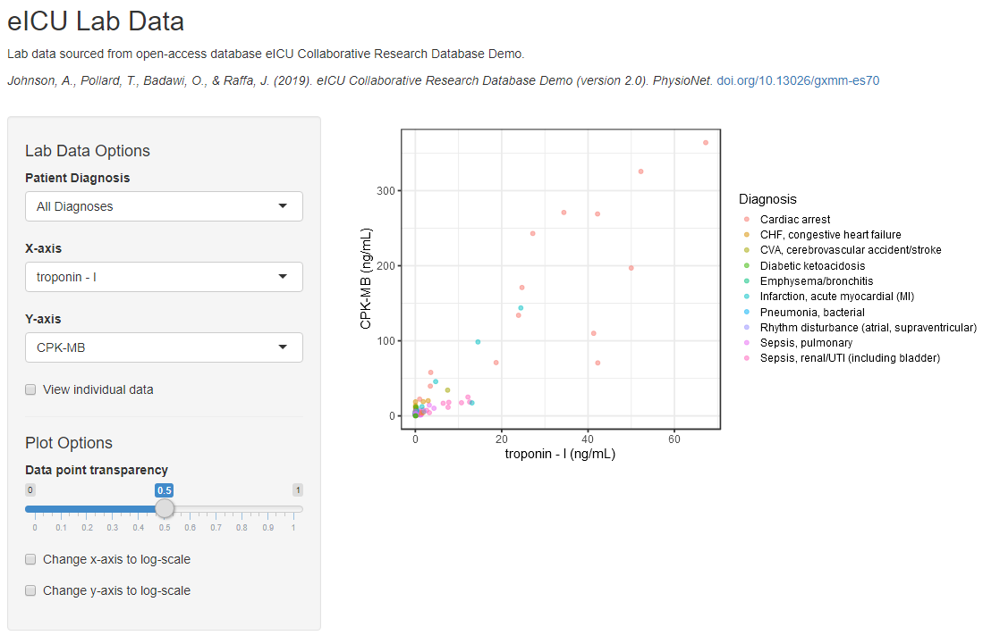 eICU Lab Data
Lab data sourced from open-access database eICU Collaborative Research Database Demo.
Johnson, A., Pollard, T., Badawi, O., & Raffa, J. (2019). eICU Collaborative Research Database Demo (version 2.0). PhysioNet. doi.org/10.13026/gxmm-es70
Lab Data Options
Patient Diagnosis
All Diagnoses
X-axis
troponin - I
Y-axis
CPK-MB
View individual data
Plot Options
Data point transparency
0 0.5 1
0 0.1 0.2 0.3 0.4 0.5 0.6 0.7 0.8 0.9 1
Change x-axis to log-scale
Change y-axis to log-scale
CPK-MB (ng/mL)
300
200
100
0
0 20 40 60
troponin - I (ng/mL)
Diagnosis
Cardiac arrest
CHF, congestive heart failure
CVA, cerebrovascular accident/stroke
Diabetic ketoacidosis
Emphysema/bronchitis
Infarction, acute myocardial (MI)
Pneumonia, bacterial
Rhythm disturbance (atrial, supraventricular)
Sepsis, pulmonary
Sepsis, renal/UTI (including bladder)